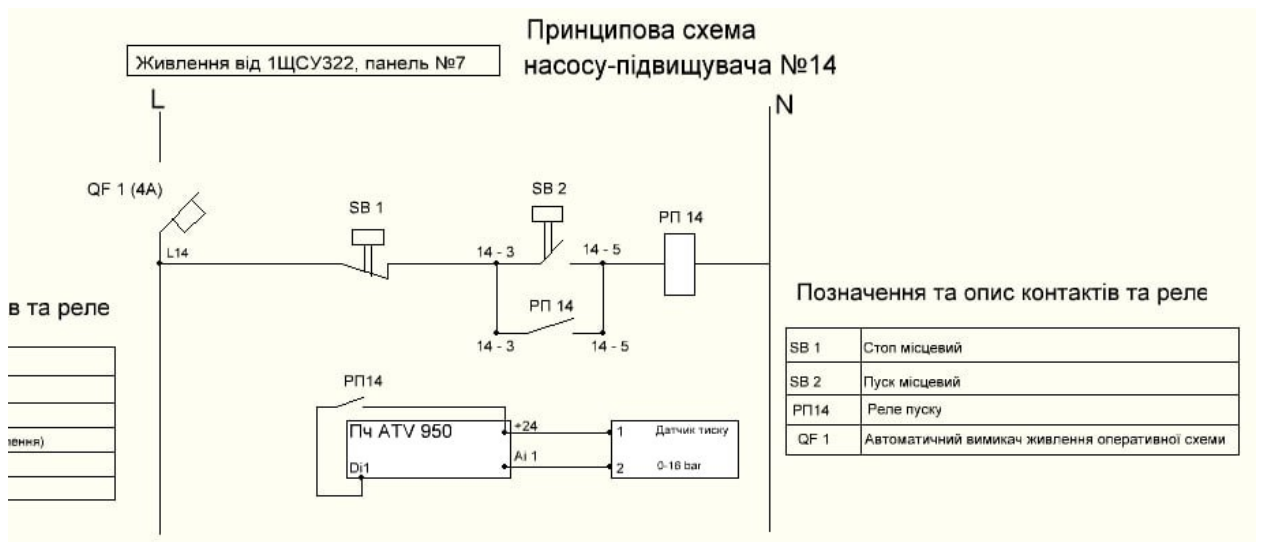 Принципова схема
насосу-підвищувача №14
Живлення від 1ЩСУ322, панель №7
L
N
QF 1 (4A)
SB 1
SB 2
РП 14
L14
14 - 3
14 - 5
РП 14
14 - 3
14 - 5
в та реле
лення)
РП14
Пч ATV 950
+24
1
Датчик тиску
Di1
Ai 1
2
0-16 bar
Позначення та опис контактів та реле
SB 1
Стоп місцевий
SB 2
Пуск місцевий
РП14
Реле пуску
QF 1
Автоматичний вимикач живлення оперативної схеми